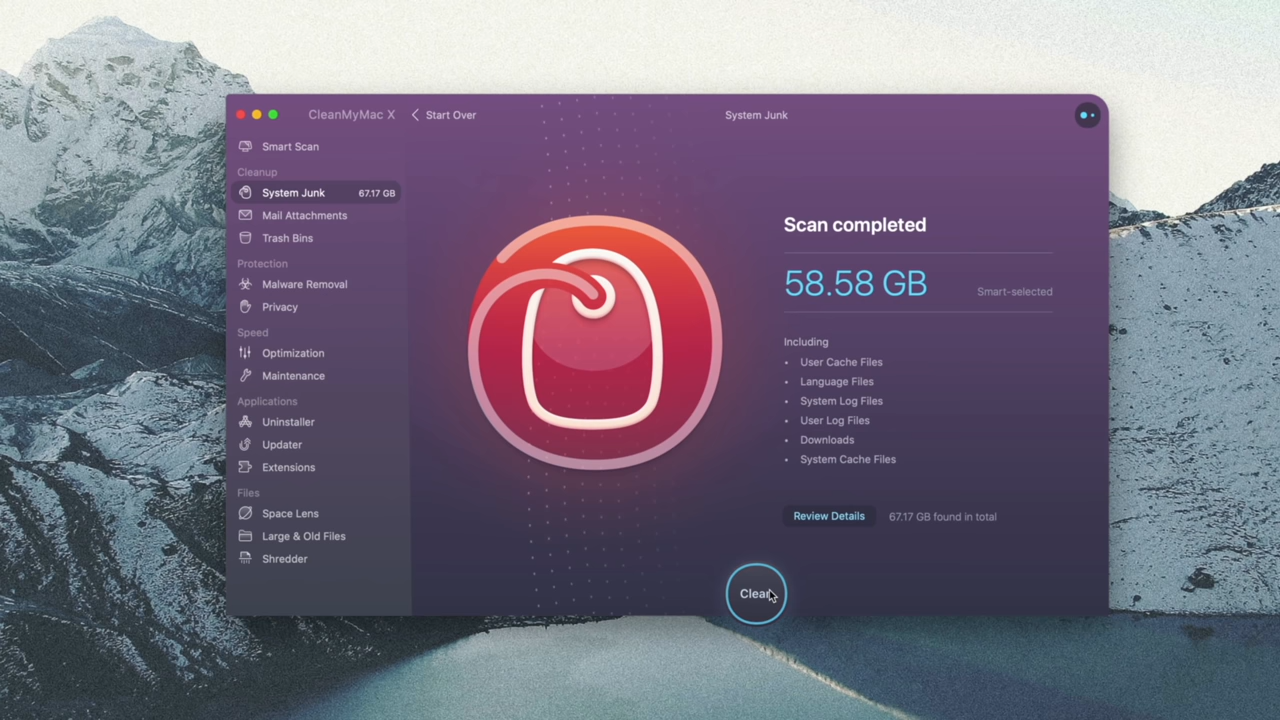 CleanMyMac X
Start Over
System Junk
Smart Scan
Cleanup
System Junk 67.17 GB
Mail Attachments
Trash Bins
Protection
Malware Removal
Privacy
Speed
Optimization
Maintenance
Applications
Uninstaller
Updater
Extensions
Files
Space Lens
Large & Old Files
Shredder
Scan completed
58.58 GB Smart-selected
Including
• User Cache Files
• Language Files
• System Log Files
• User Log Files
• Downloads
• System Cache Files
Review Details 67.17 GB found in total
Clean